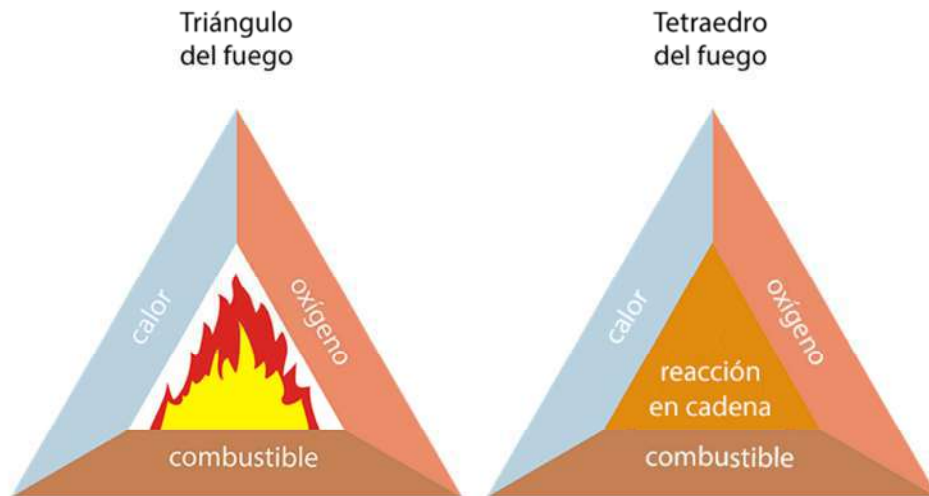 Triángulo
del fuego
calor
oxígeno
combustible
Tetraedro
del fuego
calor
oxígeno
reacción
en cadena
combustible